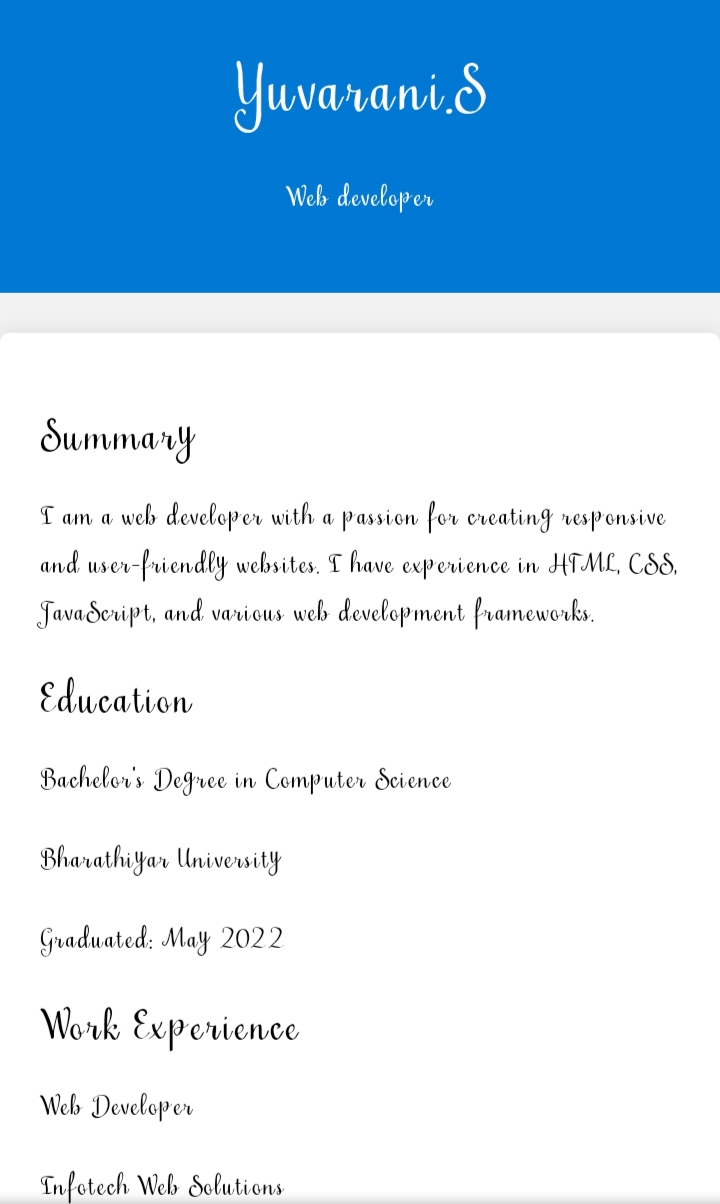 Yuvarani.S
Web developer
Summary
I am a web developer with a passion for creating responsive
and user-friendly websites. I have experience in HTML, CSS,
JavaScript, and various web development frameworks.
Education
Bachelor's Degree in Computer Science
Bharathiyar University
Graduated: May 2022
Work Experience
Web Developer
Infotech Web Solutions